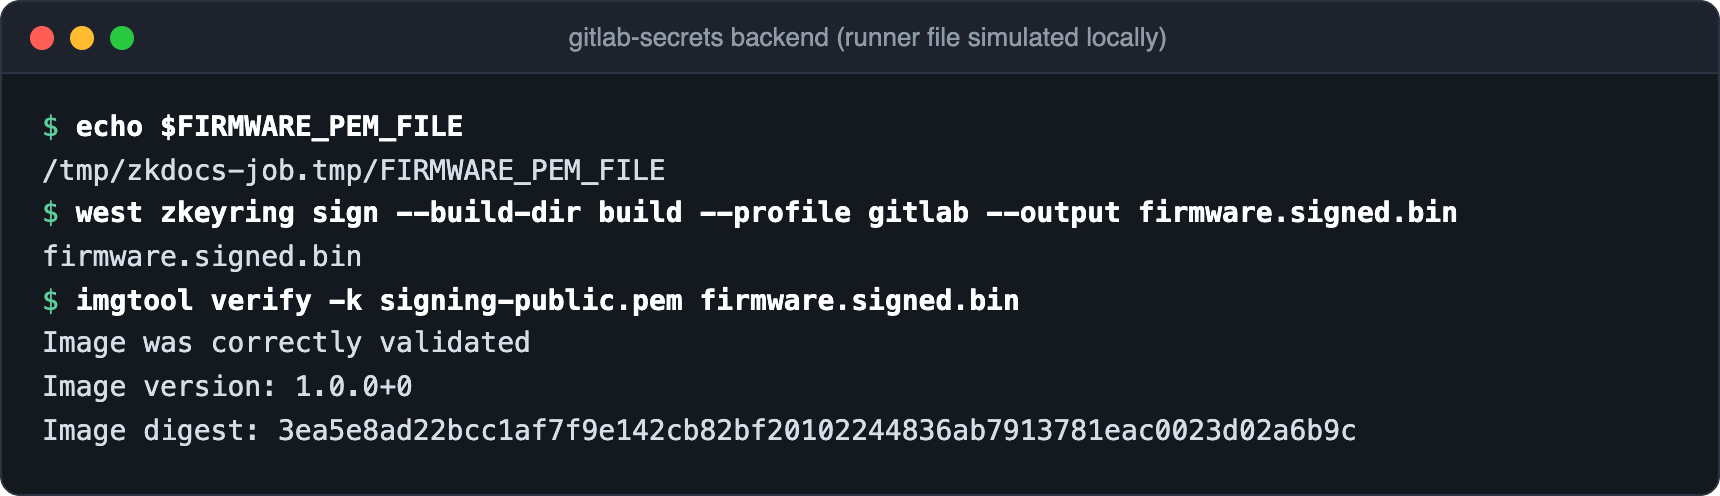 gitlab-secrets backend (runner file simulated locally)
$ echo $FIRMWARE_PEM_FILE
/tmp/zkdocs-job.tmp/FIRMWARE_PEM_FILE
$ west zkeyring sign --build-dir build --profile gitlab --output firmware.signed.bin
firmware.signed.bin
$ imgtool verify -k signing-public.pem firmware.signed.bin
Image was correctly validated
Image version: 1.0.0+0
Image digest: 3ea5e8ad22bcc1af7f9e142cb82bf20102244836ab7913781eac0023d02a6b9c